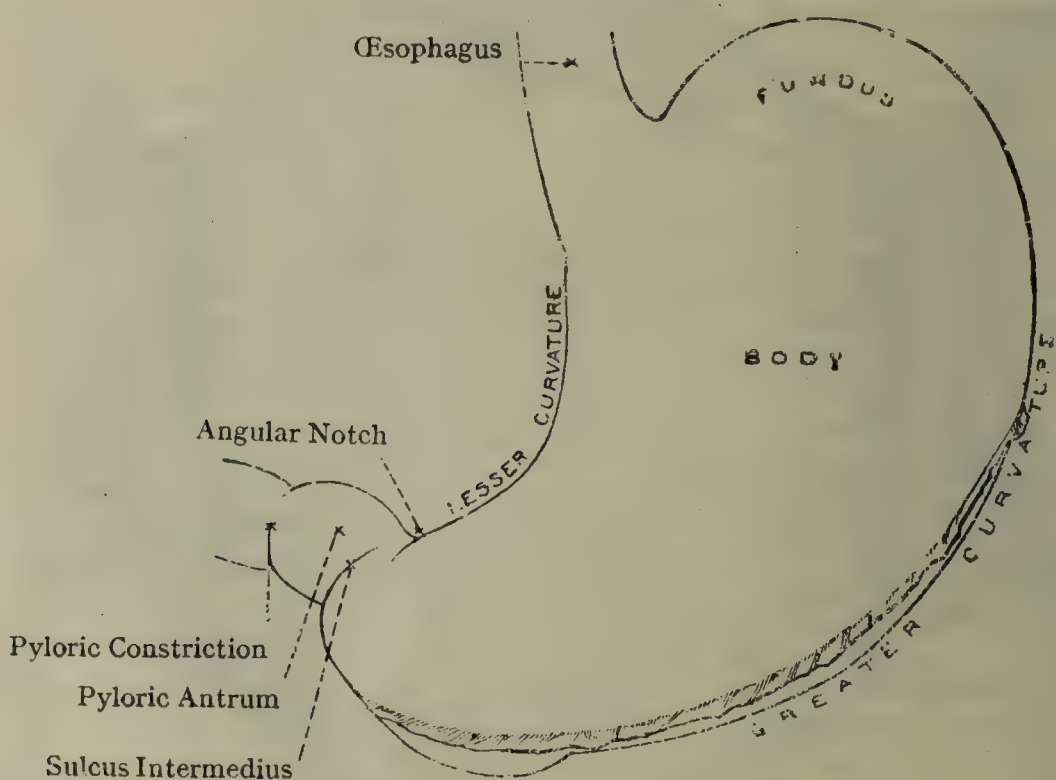 Œsophagus
FUNDUS
BODY
LESSER CURVATURE
GREATER CURVATURE
Angular Notch
Pyloric Constriction
Pyloric Antrum
Sulcus Intermedius